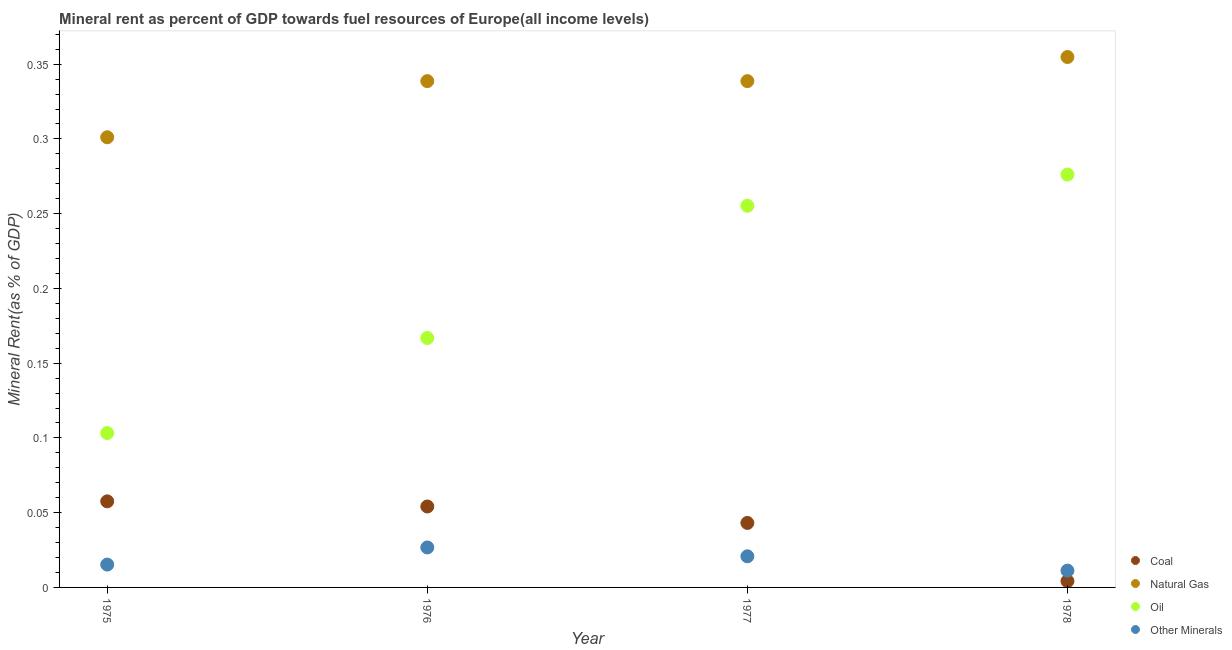 Mineral rent as percent of GDP towards fuel resources of Europe(all income levels)
Mineral Rent(as % of GDP)
0.35
0.3
0.25
0.2
0.15
0.1
0.05
0
1975
1976
1977
1978
Year
Coal
Natural Gas
Oil
Other Minerals